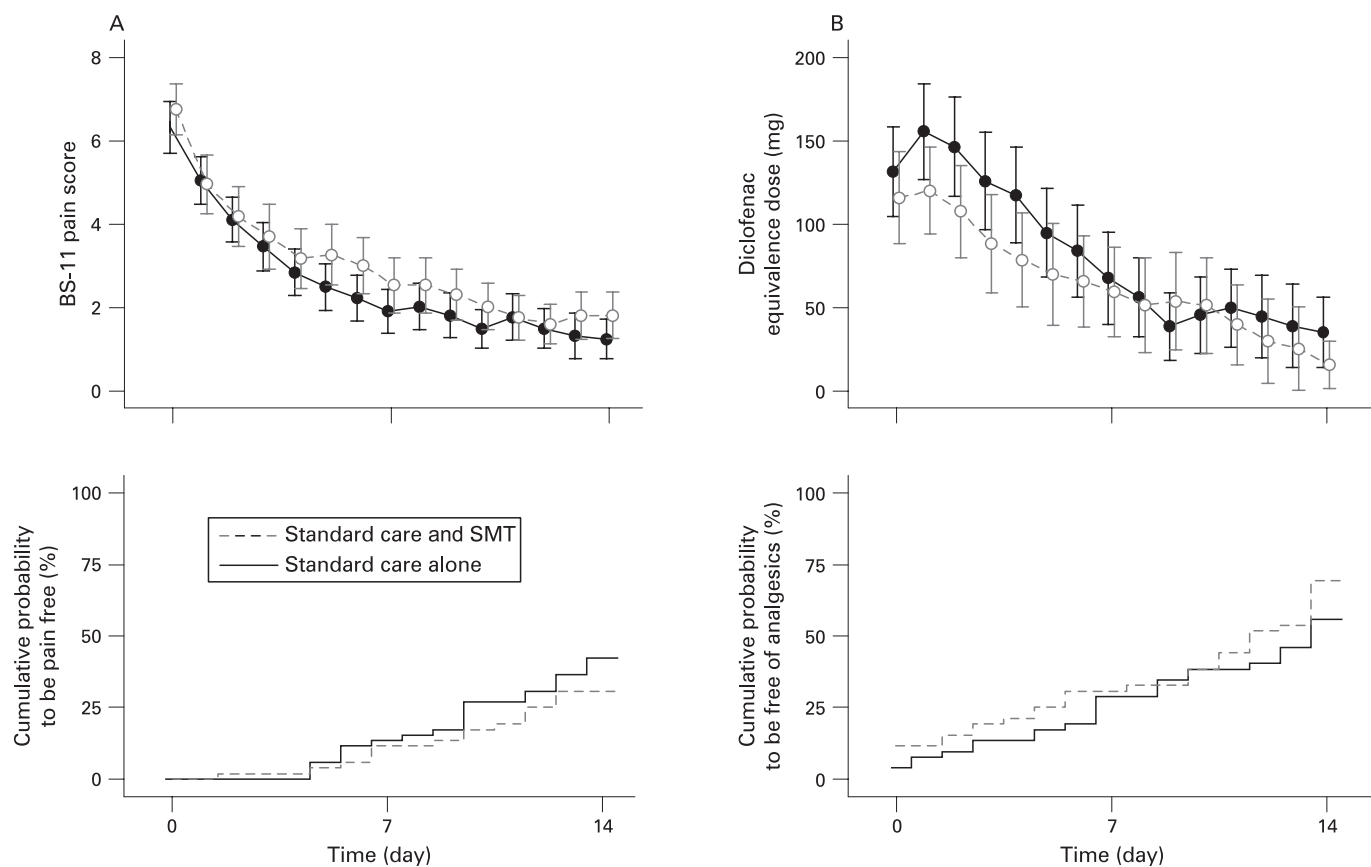 A
8
6
4
2
0
BS-11 pain score
B
200
150
100
50
0
Diclofenac
equivalence dose (mg)
100
75
50
25
0
Cumulative probability
to be pain free (%)
Standard care and SMT
Standard care alone
0 7 14
Time (day)
100
75
50
25
0
Cumulative probability
to be free of analgesics (%)
0 7 14
Time (day)